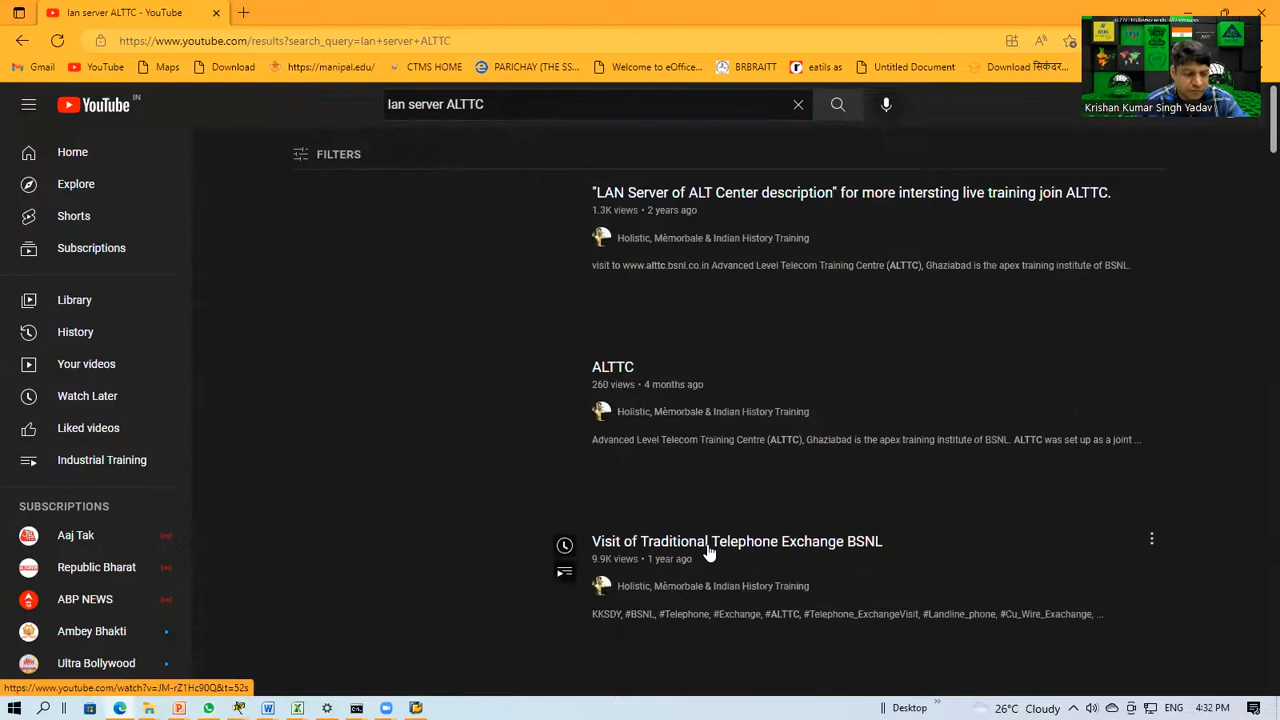 lan server ALTTC - YouTube
https://www.youtube.com/results?search_query=lan+server+ALTTC
Gmail
YouTube
Maps
Download
https://manipal.edu/
CTMS HOME
PARICHAY (THE SS...
Welcome to eOffice...
BRBRAITT
eatils as
Untitled Document
Download सिकंदर...
Krishan Kumar Singh Yadav
YouTube IN
lan server ALTTC
FILTERS
Home
Explore
Shorts
Subscriptions
Library
History
Your videos
Watch Later
Liked videos
Industrial Training
SUBSCRIPTIONS
Aaj Tak
Republic Bharat
ABP NEWS
Ambey Bhakti
Ultra Bollywood
"LAN Server of ALT Center description" for more intersting live training join ALTTC.
1.3K views • 2 years ago
Holistic, Mèmorbale & Indian History Training
visit to www.alttc.bsnl.co.in Advanced Level Telecom Training Centre (ALTTC), Ghaziabad is the apex training institute of BSNL.
ALTTC
260 views • 4 months ago
Holistic, Mèmorbale & Indian History Training
Advanced Level Telecom Training Centre (ALTTC), Ghaziabad is the apex training institute of BSNL. ALTTC was set up as a joint ...
Visit of Traditional Telephone Exchange BSNL
9.9K views • 1 year ago
Holistic, Mèmorbale & Indian History Training
KKSDY, #BSNL, #Telephone, #Exchange, #ALTTC, #Telephone_ExchangeVisit, #Landline_phone, #Cu_Wire_Exachange, ...
https://www.youtube.com/watch?v=JM-rZ1Hc90Q&t=52s
Desktop
26°C Cloudy
ENG
4:32 PM